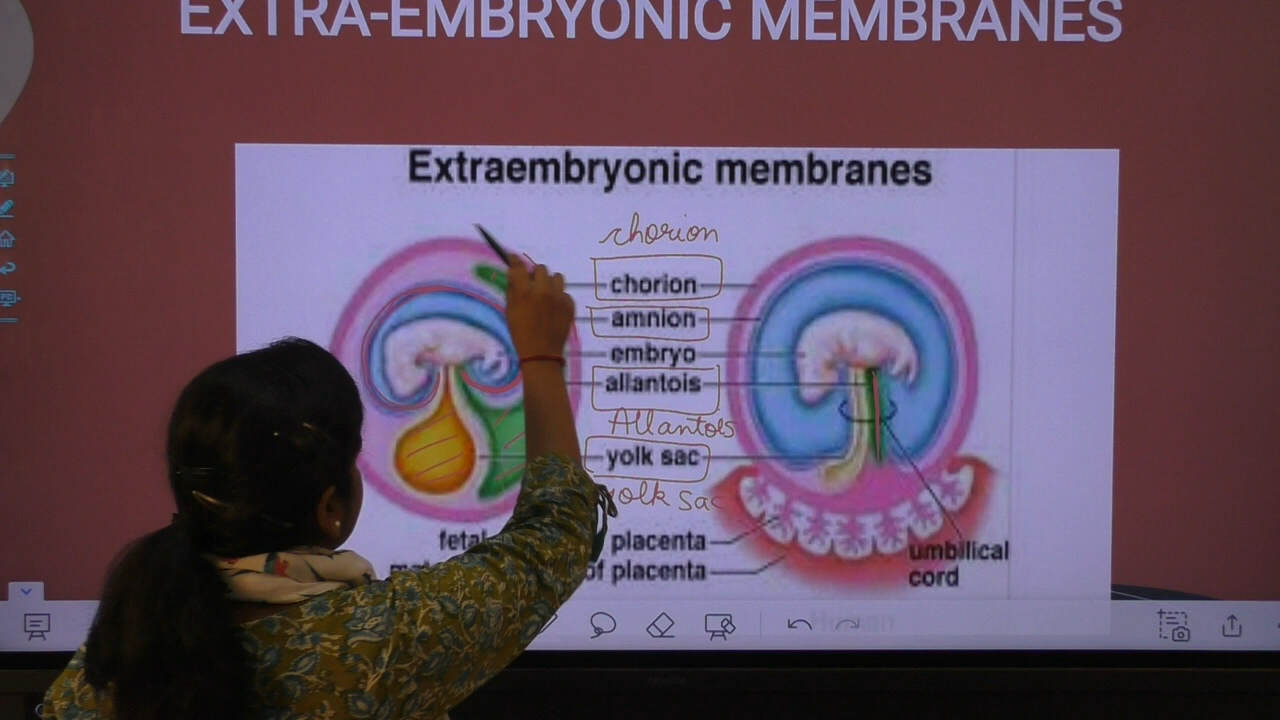 EXTRA-EMBRYONIC MEMBRANES
Extraembryonic membranes
chorion
chorion
amnion
embryo
allantois
Allantois
yolk sac
yolk sac
fetal placenta
of placenta
umbilical
cord